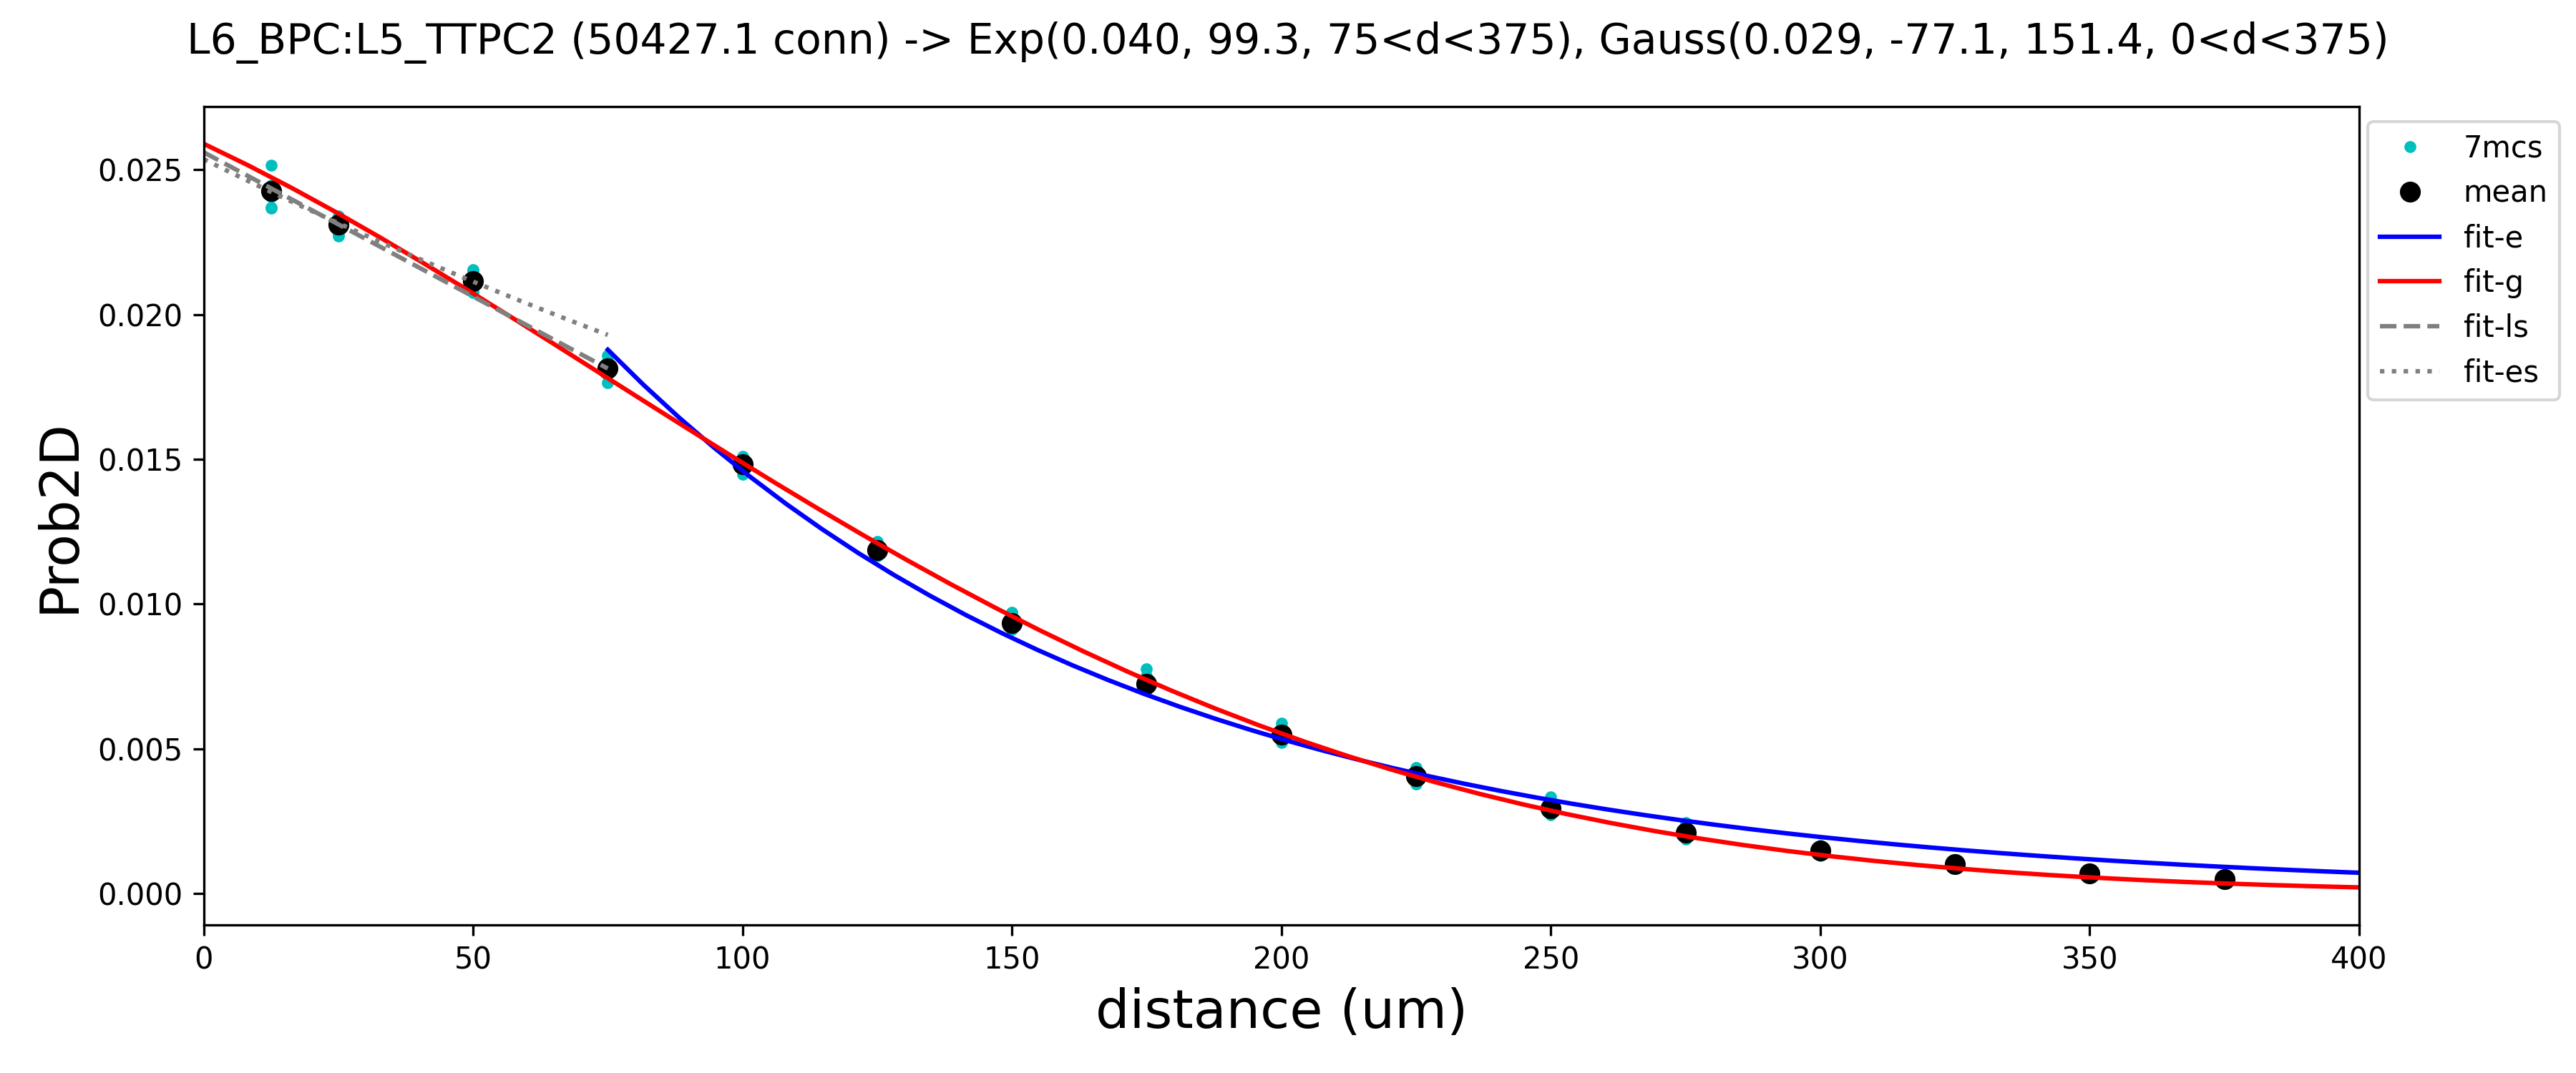 L6_BPC:L5_TTPC2 (50427.1 conn) -> Exp(0.040, 99.3, 75<d<375), Gauss(0.029, -77.1, 151.4, 0<d<375)
7mcs
mean
fit-e
fit-g
fit-ls
fit-es
Prob2D
0.025
0.020
0.015
0.010
0.005
0.000
0 50 100 150 200 250 300 350 400
distance (um)